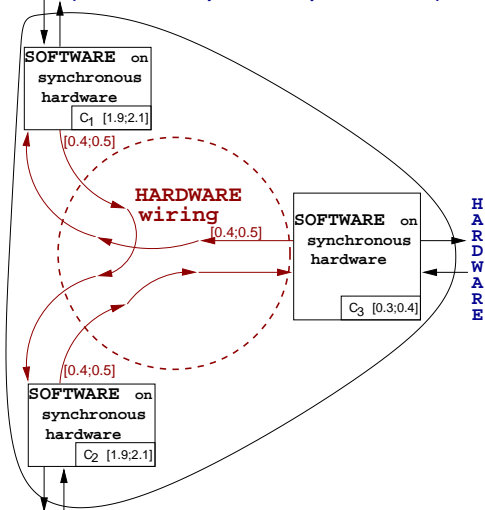 SOFTWARE on
synchronous
hardware
C1 [1.9;2.1]
[0.4;0.5]
HARDWARE
wiring
[0.4;0.5]
SOFTWARE on
synchronous
hardware
C3 [0.3;0.4]
HARDWARE
[0.4;0.5]
SOFTWARE on
synchronous
hardware
C2 [1.9;2.1]